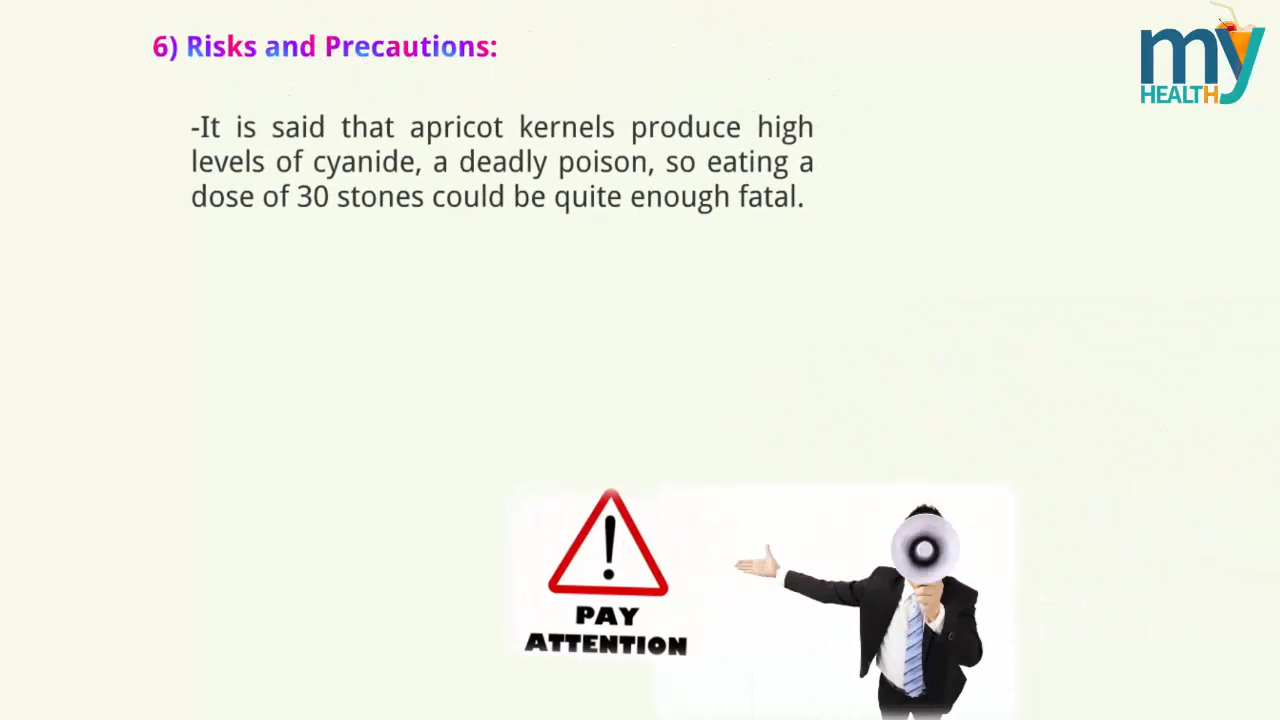 6) Risks and Precautions:
my
HEALTH
-It is said that apricot kernels produce high
levels of cyanide, a deadly poison, so eating a
dose of 30 stones could be quite enough fatal.
!
PAY
ATTENTION